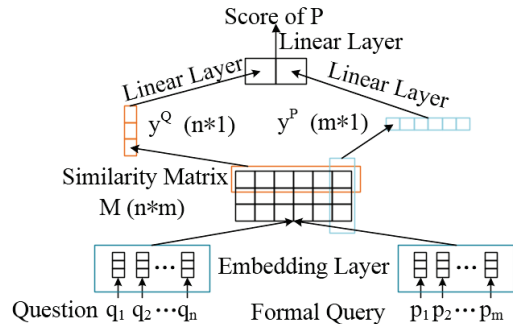 Score of P
Linear Layer
Linear Layer
Linear Layer
y^Q (n*1)
y^P (m*1)
Similarity Matrix
M (n*m)
Embedding Layer
Question q₁ q₂ ••• qₙ
Formal Query p₁ p₂ ••• pₘ